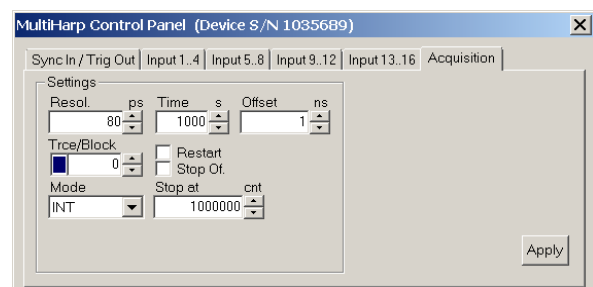 MultiHarp Control Panel (Device S/N 1035689)
Sync In / Trig Out Input 1..4 Input 5..8 Input 9..12 Input 13..16 Acquisition
Settings
Resol. ps Time s Offset ns
80 1000 1
Trce/Block
0 Restart
Stop Of.
Mode Stop at cnt
INT 1000000
Apply